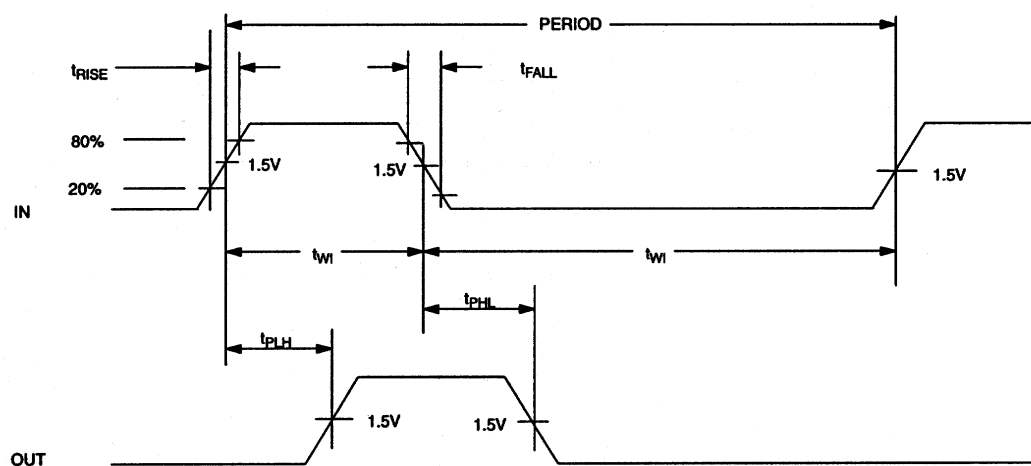 PERIOD
tRISE
tFALL
80%
1.5V
1.5V
20%
1.5V
IN
tWI
tWI
tPHL
tPLH
1.5V
1.5V
OUT